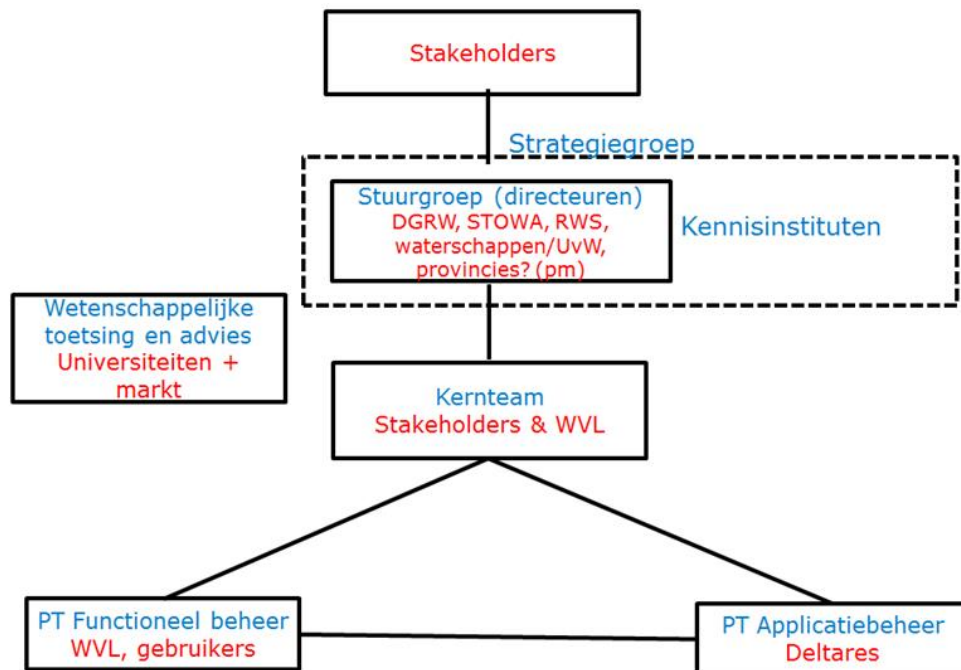 Stakeholders
Strategiegroep
Stuurgroep (directeuren)
DGRW, STOWA, RWS,
waterschappen/UvW,
provincies? (pm)
Kennisinstituten
Wetenschappelijke
toetsing en advies
Universiteiten +
markt
Kernteam
Stakeholders & WVL
PT Functioneel beheer
WVL, gebruikers
PT Applicatiebeheer
Deltares